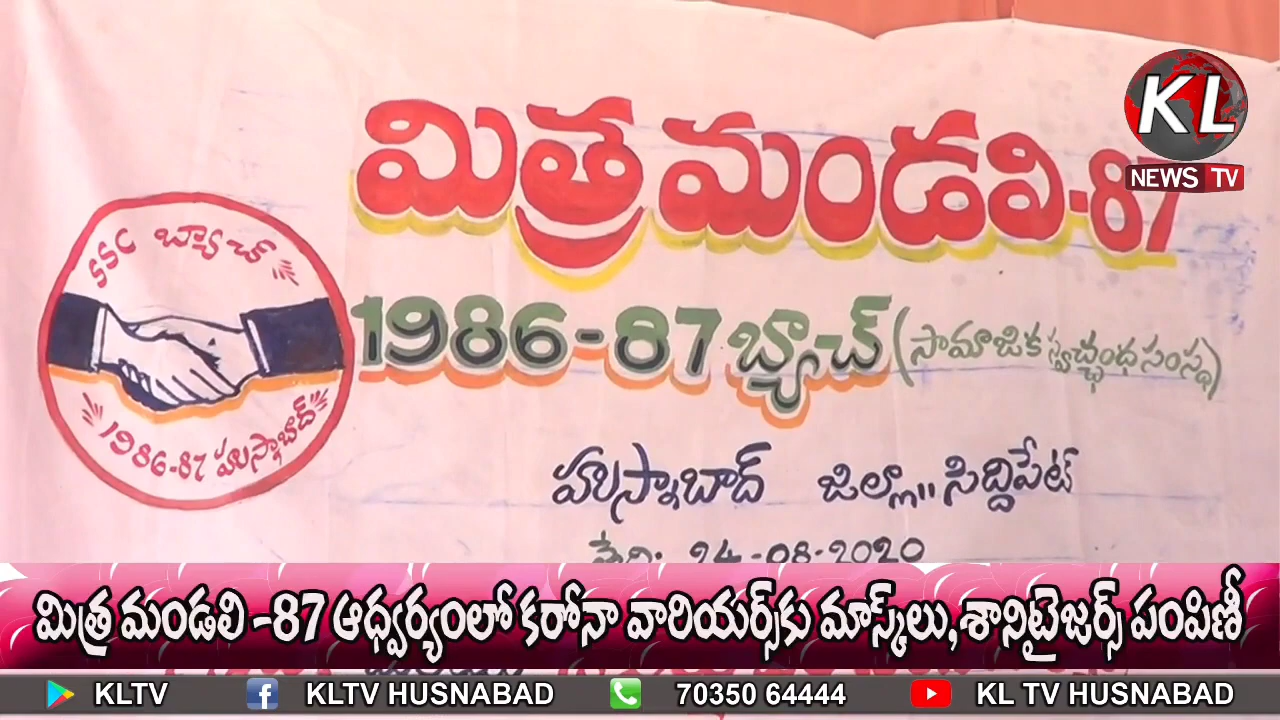 KL
NEWS TV
మిత్ర మండలి-87
SSC బ్యాచ్
1986-87 బ్యాచ్ (సామాజిక స్వచ్ఛంధ సంస్థ)
1986-87 హుస్నాబాద్
హుస్నాబాద్ జిల్లా,, సిద్దిపేట్
తేది: 24-08-2020
మిత్ర మండలి -87 ఆధ్వర్యంలో కరోనా వారియర్స్‌కు మాస్క్‌లు,శానిటైజర్స్ పంపిణీ
KLTV KLTV HUSNABAD 70350 64444 KL TV HUSNABAD